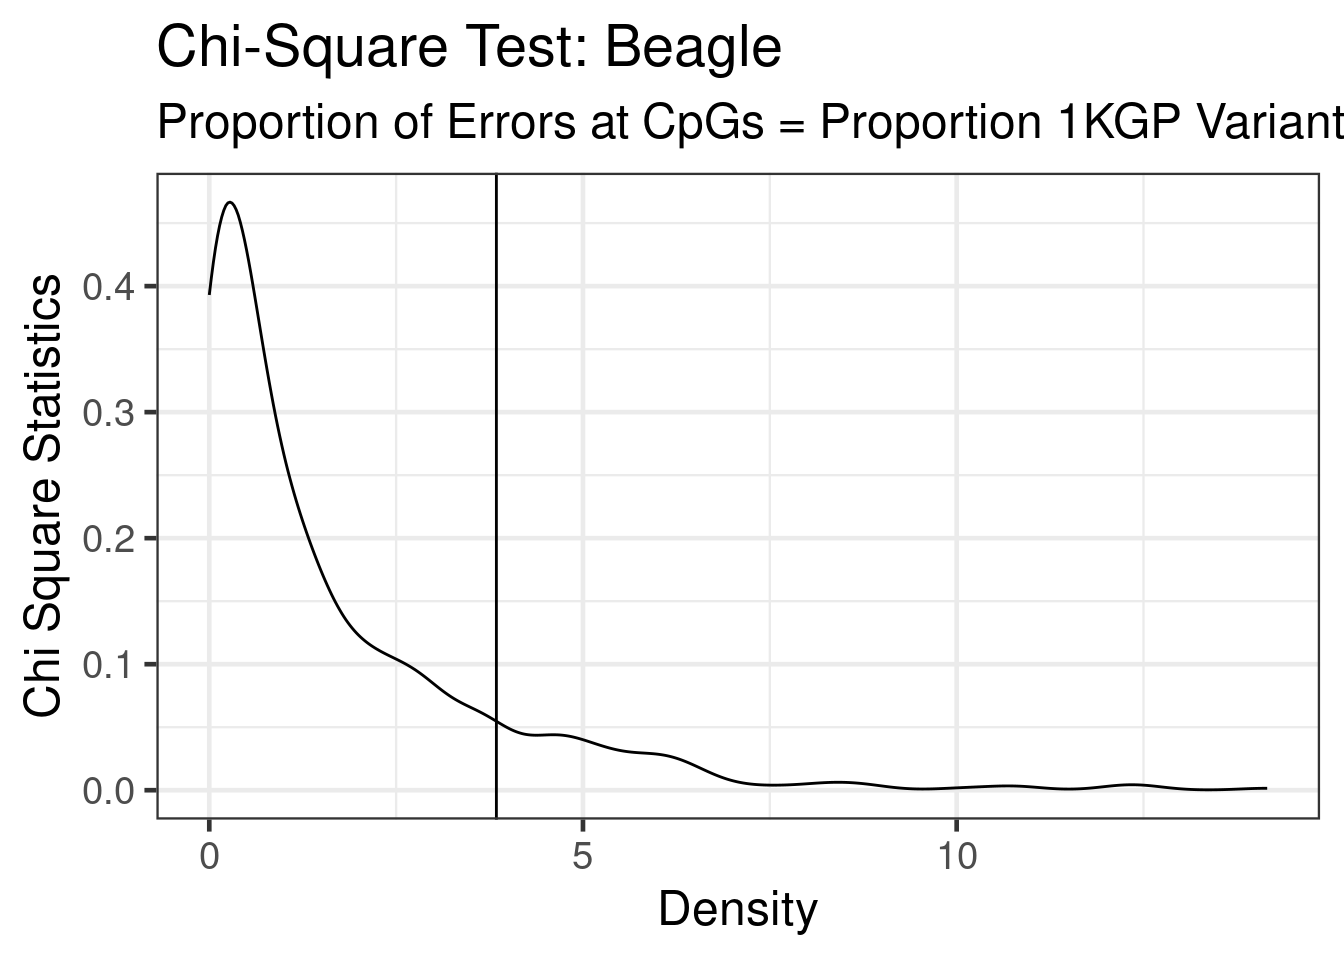 Chi-Square Test: Beagle
Proportion of Errors at CpGs = Proportion 1KGP Variant
Chi Square Statistics
0.4
0.3
0.2
0.1
0.0
0
5
10
Density